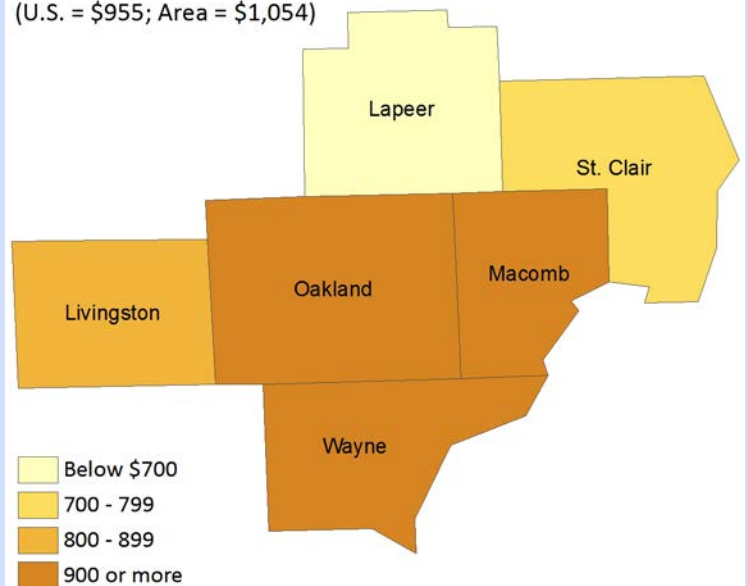 (U.S. = $955; Area = $1,054)
Lapeer
St. Clair
Macomb
Oakland
Livingston
Wayne
Below $700
700 - 799
800 - 899
900 or more